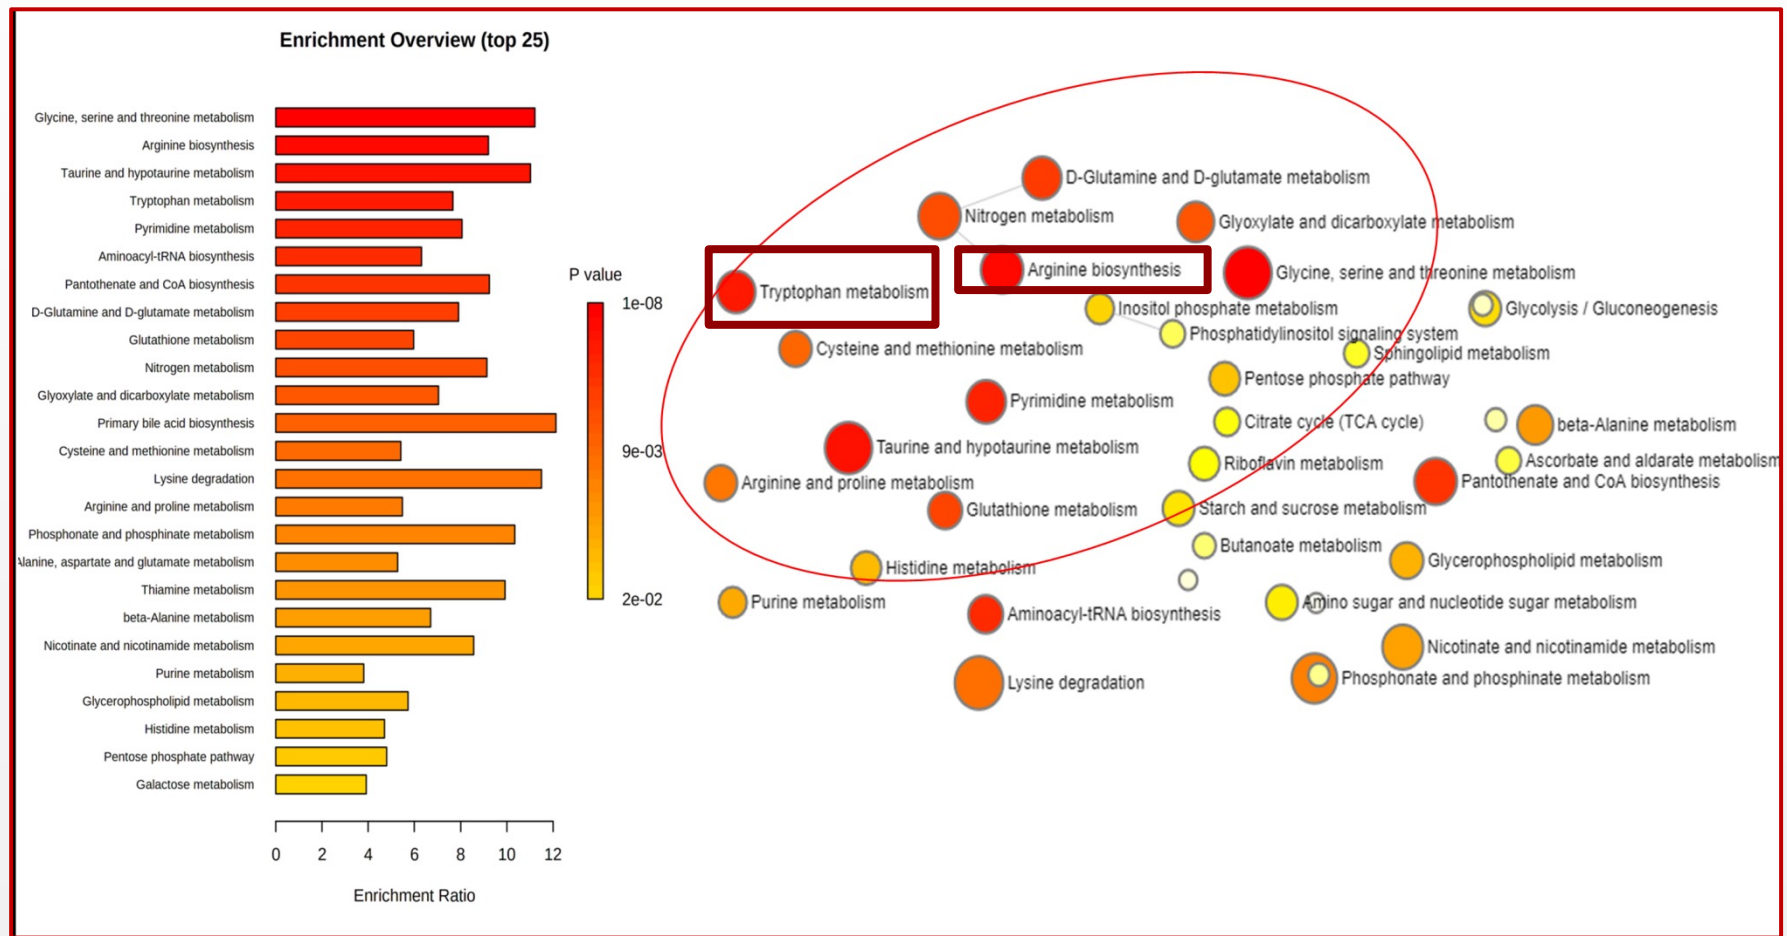 Enrichment Overview (top 25)
Glycine, serine and threonine metabolism
Arginine biosynthesis
Taurine and hypotaurine metabolism
Tryptophan metabolism
Pyrimidine metabolism
Aminoacyl-tRNA biosynthesis
Pantothenate and CoA biosynthesis
D-Glutamine and D-glutamate metabolism
Glutathione metabolism
Nitrogen metabolism
Glyoxylate and dicarboxylate metabolism
Primary bile acid biosynthesis
Cysteine and methionine metabolism
Lysine degradation
Arginine and proline metabolism
Phosphonate and phosphinate metabolism
Alanine, aspartate and glutamate metabolism
Thiamine metabolism
beta-Alanine metabolism
Nicotinate and nicotinamide metabolism
Purine metabolism
Glycerophospholipid metabolism
Histidine metabolism
Pentose phosphate pathway
Galactose metabolism
0 2 4 6 8 10 12
Enrichment Ratio
P value
1e-08
9e-03
2e-02
D-Glutamine and D-glutamate metabolism
Nitrogen metabolism
Glyoxylate and dicarboxylate metabolism
Arginine biosynthesis
Glycine, serine and threonine metabolism
Tryptophan metabolism
Inositol phosphate metabolism
Glycolysis / Gluconeogenesis
Phosphatidylinositol signaling system
Cysteine and methionine metabolism
Sphingolipid metabolism
Pentose phosphate pathway
Pyrimidine metabolism
Citrate cycle (TCA cycle)
beta-Alanine metabolism
Taurine and hypotaurine metabolism
Riboflavin metabolism
Ascorbate and aldarate metabolism
Arginine and proline metabolism
Pantothenate and CoA biosynthesis
Glutathione metabolism
Starch and sucrose metabolism
Butanoate metabolism
Glycerophospholipid metabolism
Histidine metabolism
Purine metabolism
Amino sugar and nucleotide sugar metabolism
Aminoacyl-tRNA biosynthesis
Nicotinate and nicotinamide metabolism
Lysine degradation
Phosphonate and phosphinate metabolism